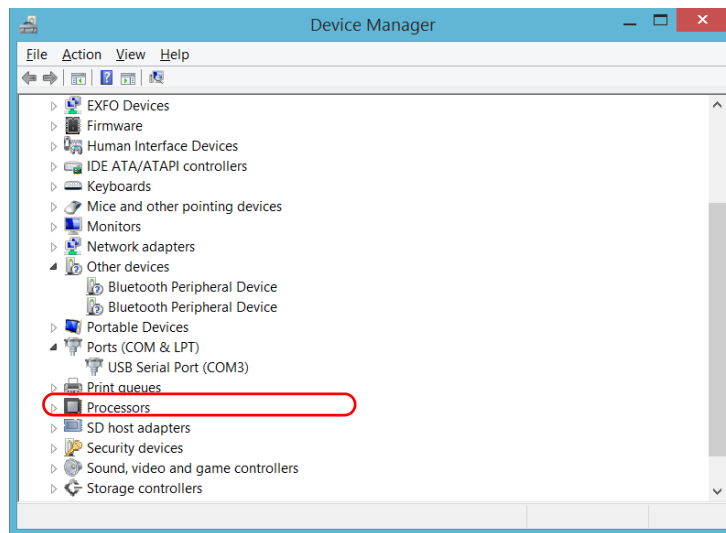 Device Manager
File Action View Help
EXFO Devices
Firmware
Human Interface Devices
IDE ATA/ATAPI controllers
Keyboards
Mice and other pointing devices
Monitors
Network adapters
Other devices
Bluetooth Peripheral Device
Bluetooth Peripheral Device
Portable Devices
Ports (COM & LPT)
USB Serial Port (COM3)
Print queues
Processors
SD host adapters
Security devices
Sound, video and game controllers
Storage controllers